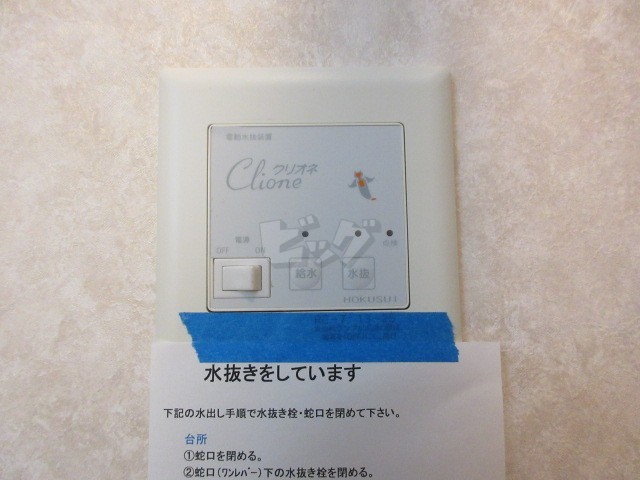 電動水抜装置
クリオネ
Clione
ビッグ
電源
OFF ON
点検
給水 水抜
HOKUSUI
水抜きをしています
下記の水出し手順で水抜き栓・蛇口を閉めて下さい。
台所
①蛇口を閉める。
②蛇口(ワンレバー)下の水抜き栓を閉める。